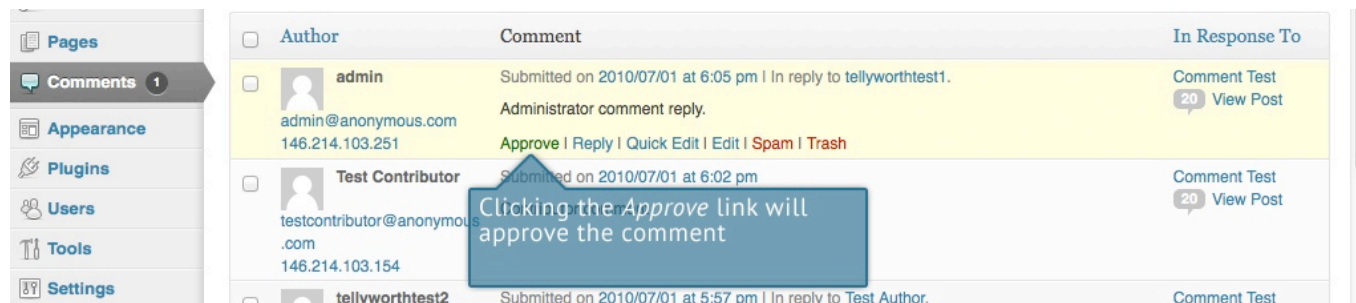 Pages
Comments 1
Appearance
Plugins
Users
Tools
Settings
Author Comment In Response To
admin
admin@anonymous.com
146.214.103.251
Submitted on 2010/07/01 at 6:05 pm | In reply to tellyworthtest1.
Administrator comment reply.
Approve | Reply | Quick Edit | Edit | Spam | Trash
Comment Test
20 View Post
Test Contributor
testcontributor@anonymous
.com
146.214.103.154
Submitted on 2010/07/01 at 6:02 pm
Clicking the Approve link will
approve the comment
Comment Test
20 View Post
tellyworthtest2
Submitted on 2010/07/01 at 5:57 pm | In reply to Test Author.
Comment Test